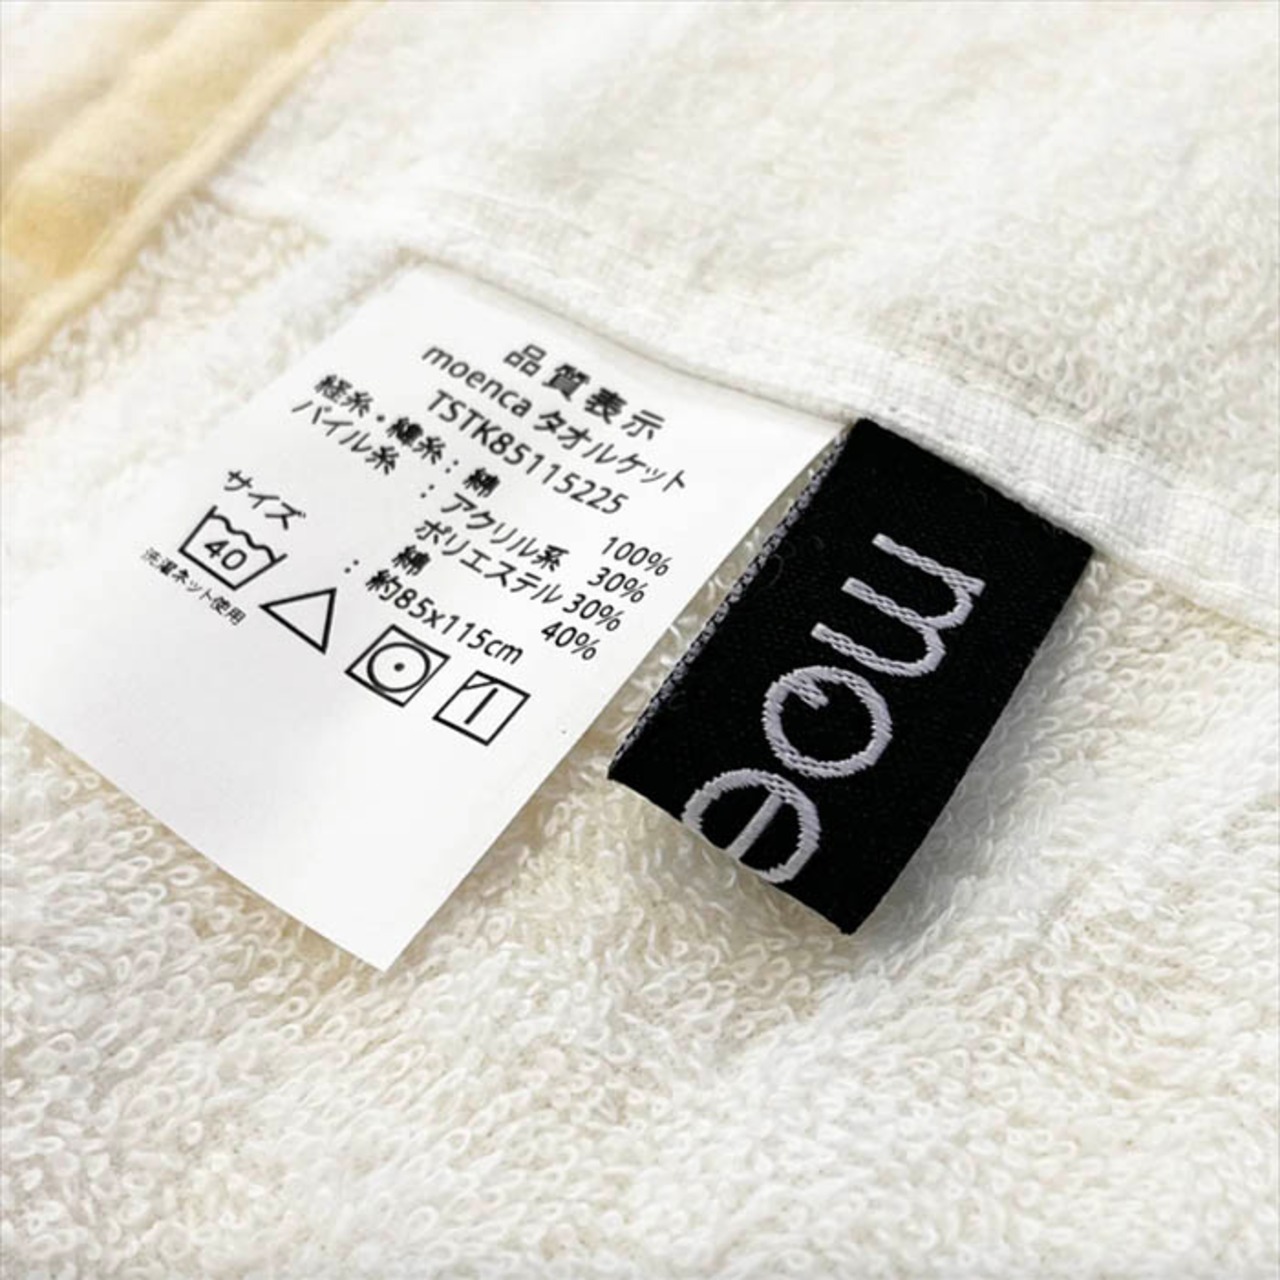 品質表示
moenca タオルケット
TSTK85115225
経糸・緯糸：綿 100%
パイル糸 ：アクリル系 30%
ポリエステル 30%
綿 40%
サイズ ：約85x115cm
40
洗濯ネット使用
moe